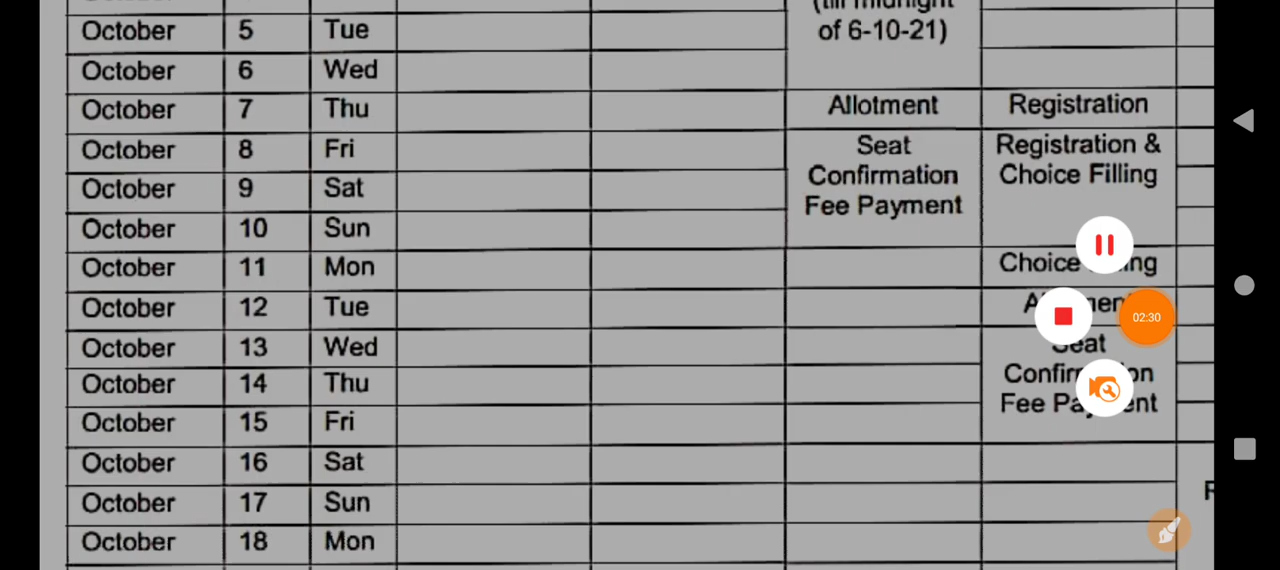 (till midnight
October 5 Tue of 6-10-21)
October 6 Wed
October 7 Thu Allotment Registration
October 8 Fri Seat Registration &
Confirmation Choice Filling
October 9 Sat
Fee Payment
October 10 Sun
October 11 Mon Choice
October 12 Tue
October 13 Wed Seat
October 14 Thu
Fee
October 15 Fri
October 16 Sat
October 17 Sun
October 18 Mon
02:30